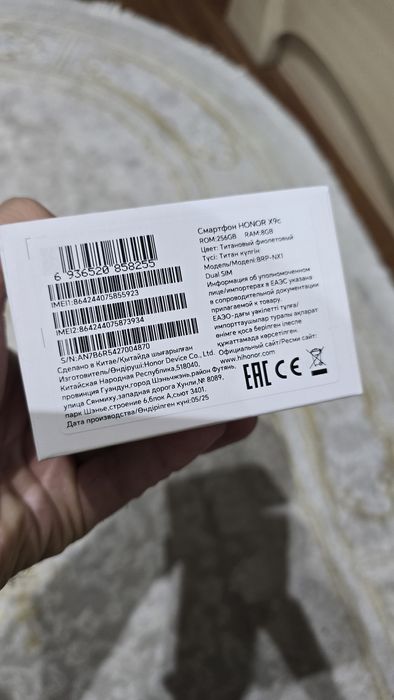 6 936520 858255
IMEI1:864244075855923
IMEI2:864244075873934
S/N:AN7B6R5427004870
Сделано в Китае/Қытайда шығарылған
Изготовитель/Өндіруші:Honor Device Co., Ltd.
Китайская Народная Республика,518040,
провинция Гуандун,город Шэньчжэнь,район Футянь,
улица Сянмиху,западная дорога Хунли,№ 8089,
парк Шэнье,строение 6,блок А,сьют 3401.
Дата производства/Өндірілген күні:05/25
Смартфон HONOR X9c
ROM:256GB RAM:8GB
Цвет: Титановый фиолетовый
Түсі: Титан күлгін
Модель/Моделі:BRP-NX1
Dual SIM
Информация об уполномоченном
лице/импортерах в ЕАЭС указана
в сопроводительной документации
прилагаемой к товару.
ЕАЭО-дағы уәкілетті тұлға/
импорттаушылар туралы ақпарат
өнімге қоса берілген ілеспе
құжаттамада көрсетілген.
Официальный сайт/Ресми сайт:
www.hihonor.com
EAC CE